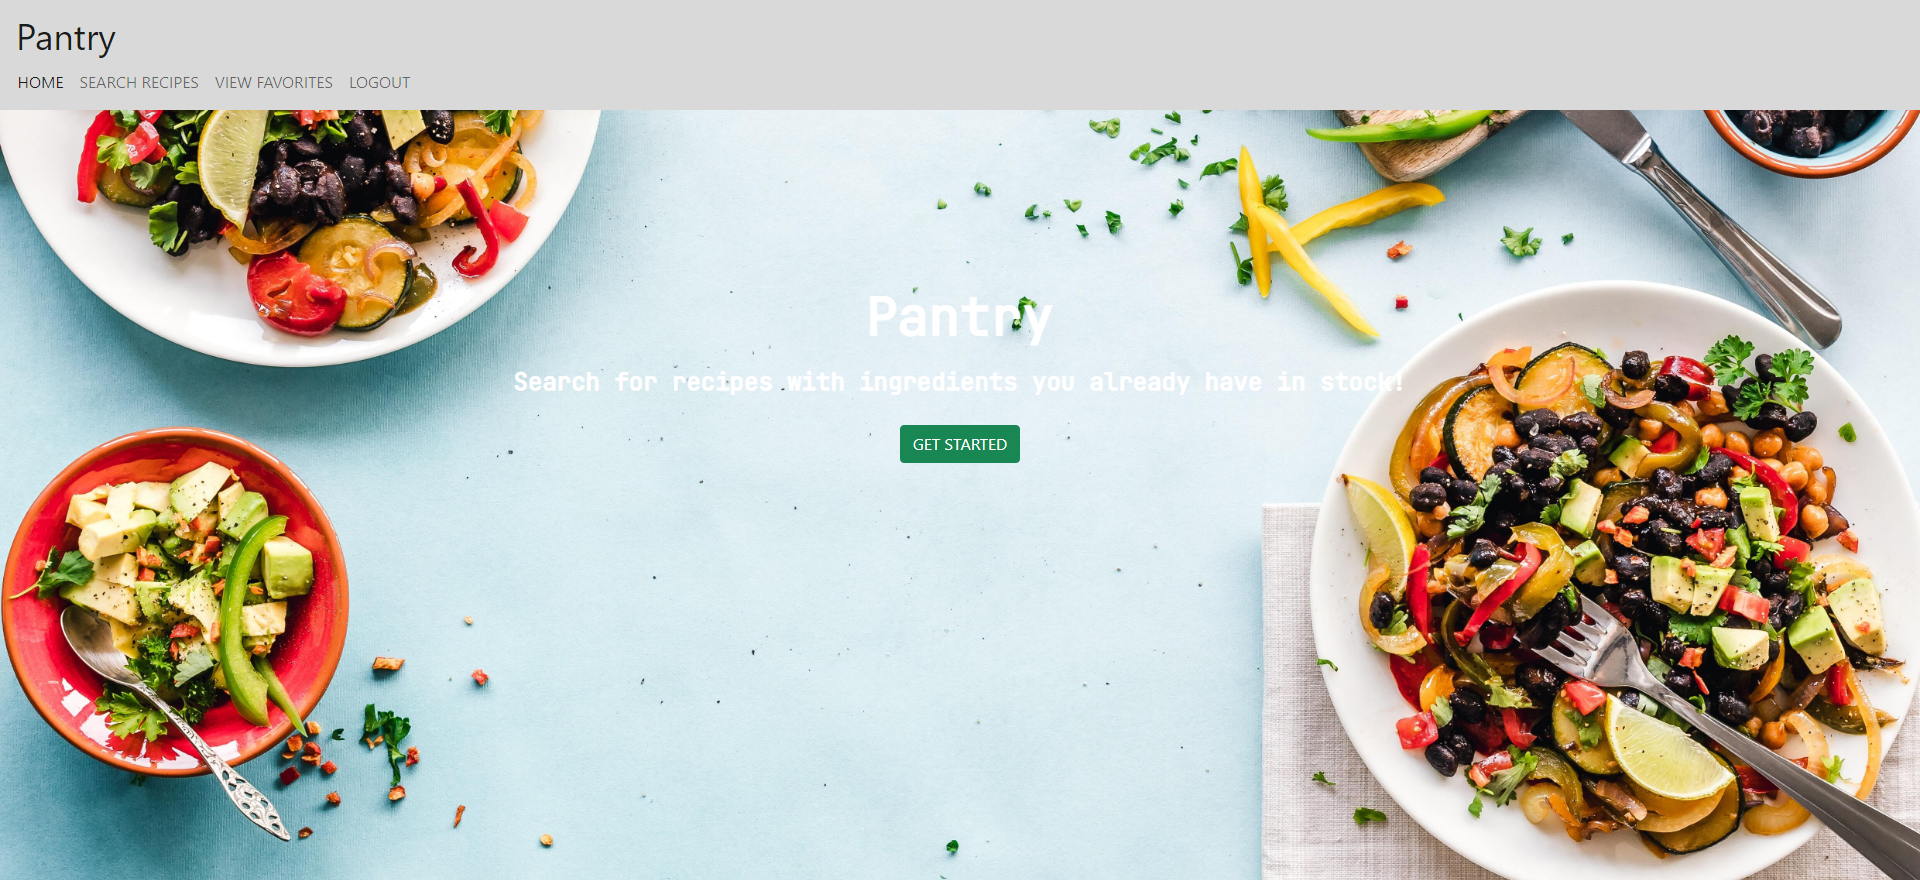 Pantry
HOME SEARCH RECIPES VIEW FAVORITES LOGOUT
Pantry
Search for recipes with ingredients you already have in stock!
GET STARTED